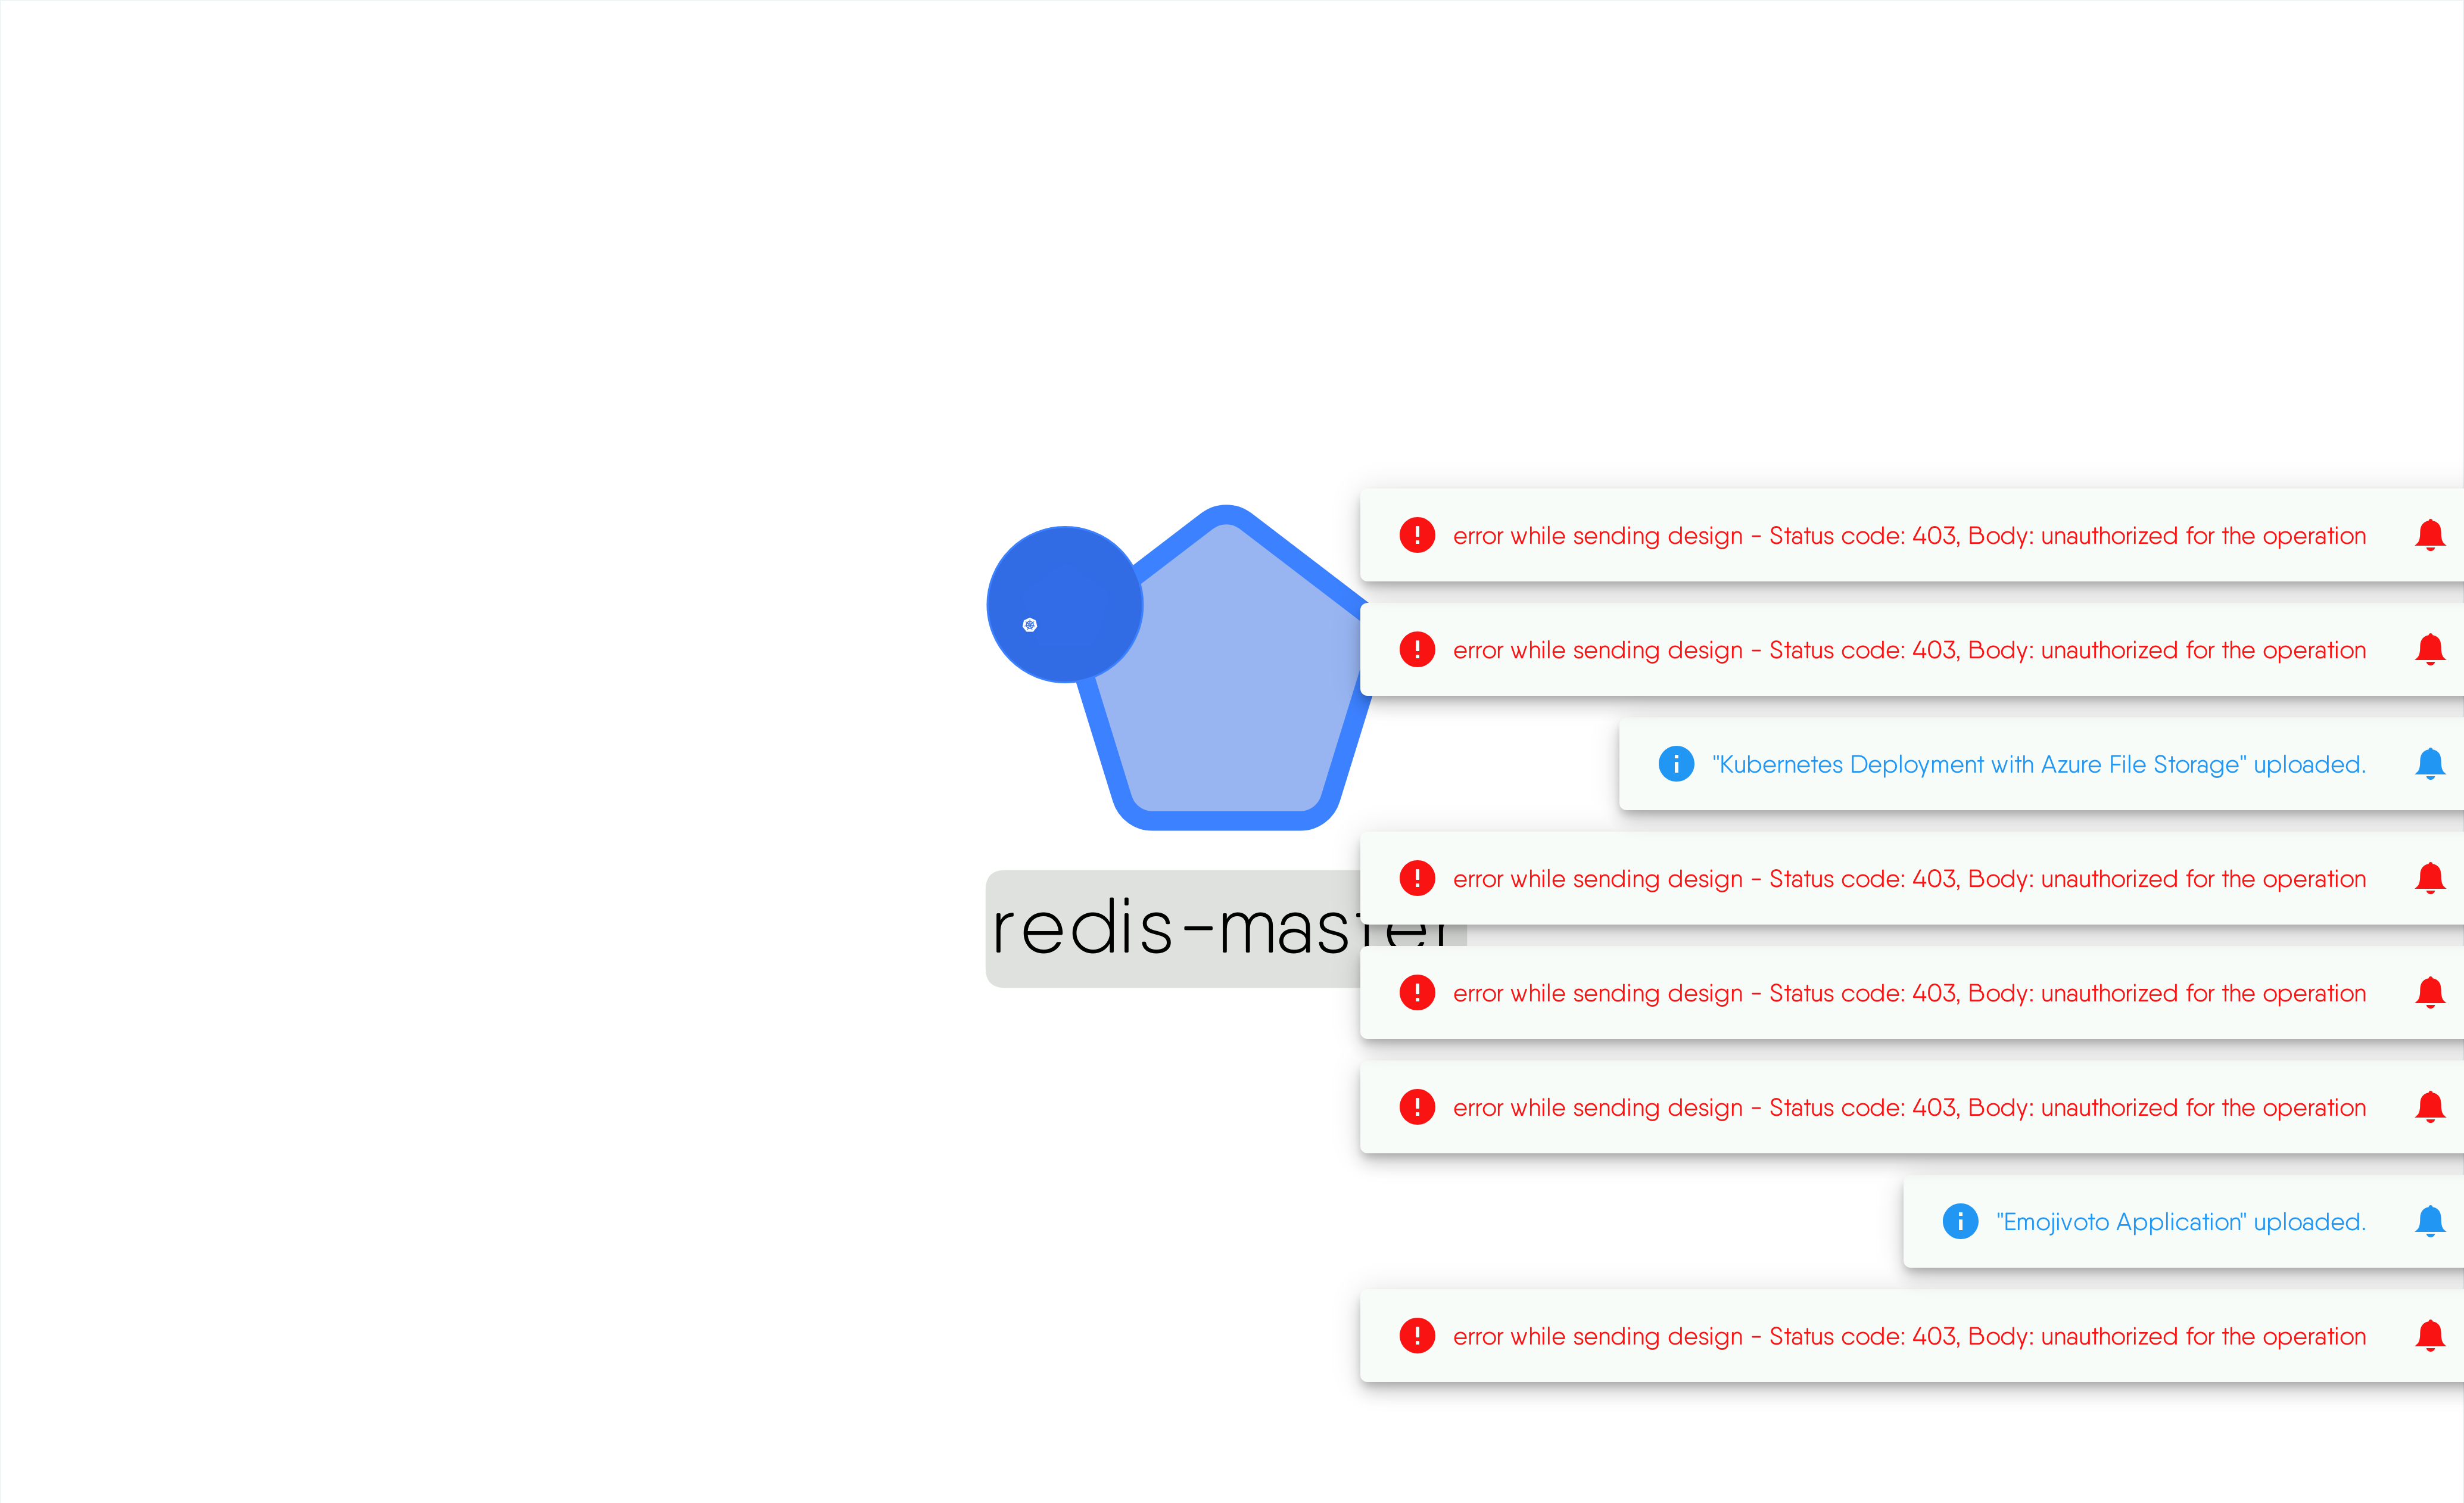 error while sending design - Status code: 403, Body: unauthorized for the operation
error while sending design - Status code: 403, Body: unauthorized for the operation
"Kubernetes Deployment with Azure File Storage" uploaded.
error while sending design - Status code: 403, Body: unauthorized for the operation
redis-master
error while sending design - Status code: 403, Body: unauthorized for the operation
error while sending design - Status code: 403, Body: unauthorized for the operation
"Emojivoto Application" uploaded.
error while sending design - Status code: 403, Body: unauthorized for the operation